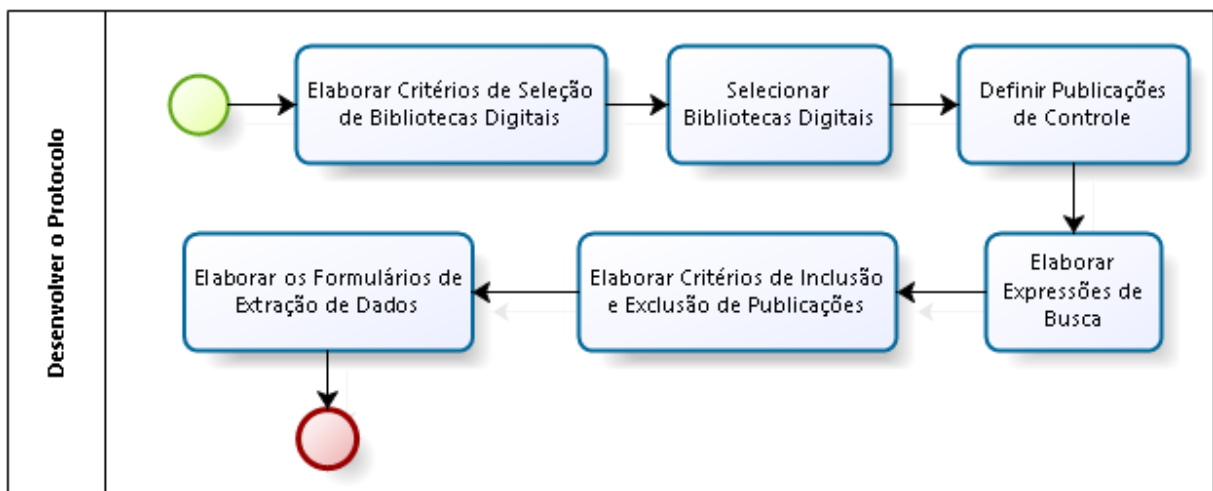 Desenvolver o Protocolo
Elaborar Critérios de Seleção
de Bibliotecas Digitais
Selecionar
Bibliotecas Digitais
Definir Publicações
de Controle
Elaborar
Expressões de
Busca
Elaborar Critérios de Inclusão
e Exclusão de Publicações
Elaborar os Formulários de
Extração de Dados